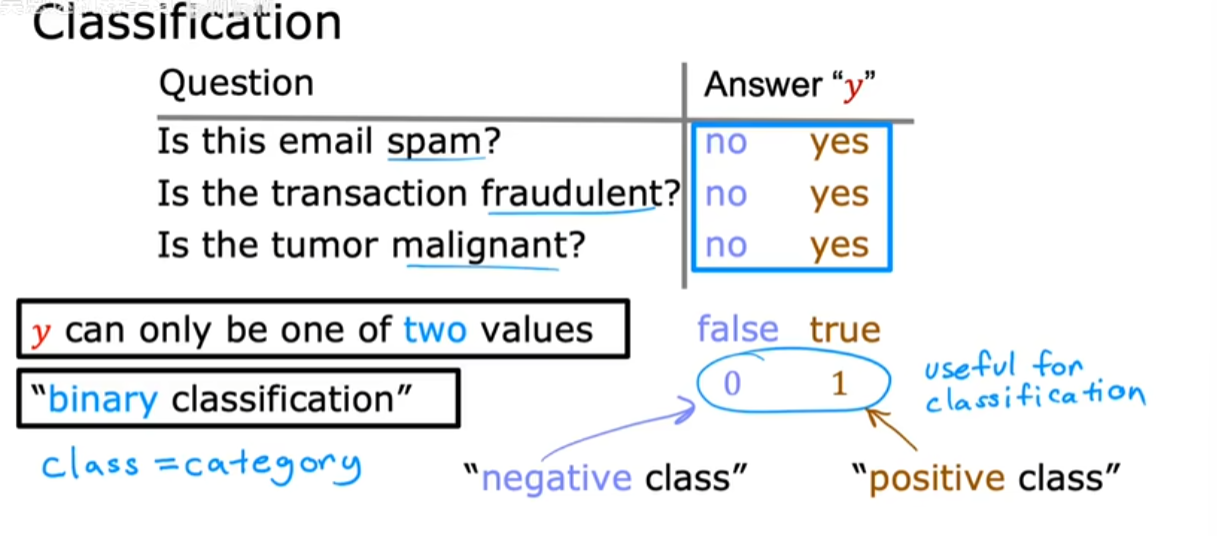 Classification
Question Answer “y”
Is this email spam? no yes
Is the transaction fraudulent? no yes
Is the tumor malignant? no yes
y can only be one of two values
false true
0 1
useful for
classification
“binary classification”
class = category
“negative class” “positive class”